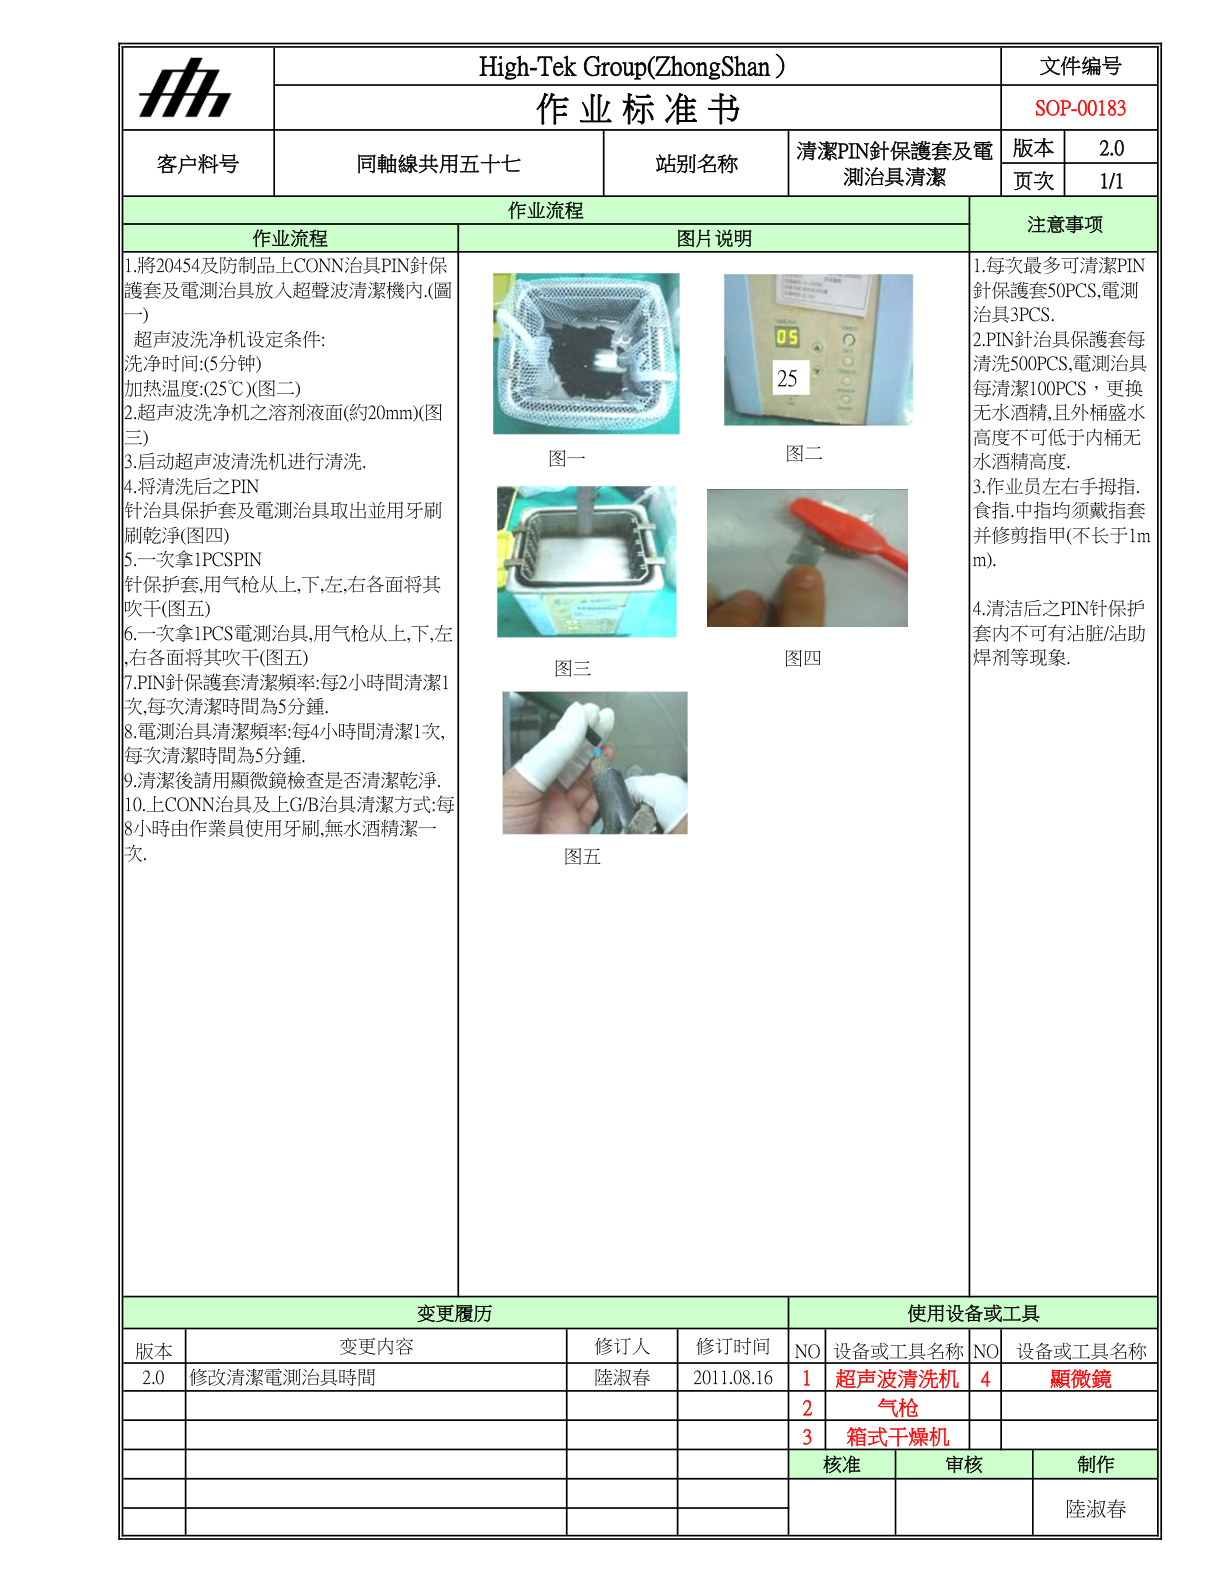 High-Tek Group(ZhongShan）
文件编号
作 业 标 准 书
SOP-00183
客户料号
同軸線共用五十七
站别名称
清潔PIN針保護套及電
測治具清潔
版本
2.0
页次
1/1
作业流程
注意事项
作业流程
图片说明
1.將20454及防制品上CONN治具PIN針保
護套及電測治具放入超聲波清潔機內.(圖
一)
超声波洗净机设定条件:
洗净时间:(5分钟)
加热温度:(25℃)(图二)
2.超声波洗净机之溶剂液面(約20mm)(图
三)
3.启动超声波清洗机进行清洗.
4.将清洗后之PIN
针治具保护套及電測治具取出並用牙刷
刷乾淨(图四)
5.一次拿1PCSPIN
针保护套,用气枪从上,下,左,右各面将其
吹干(图五)
6.一次拿1PCS電測治具,用气枪从上,下,左
,右各面将其吹干(图五)
7.PIN針保護套清潔頻率:每2小時間清潔1
次,每次清潔時間為5分鍾.
8.電測治具清潔頻率:每4小時間清潔1次,
每次清潔時間為5分鍾.
9.清潔後請用顯微鏡檢查是否清潔乾淨.
10.上CONN治具及上G/B治具清潔方式:每
8小時由作業員使用牙刷,無水酒精潔一
次.
05
25
图一
图二
图三
图四
图五
1.每次最多可清潔PIN
針保護套50PCS,電測
治具3PCS.
2.PIN針治具保護套每
清洗500PCS,電測治具
每清潔100PCS，更换
无水酒精,且外桶盛水
高度不可低于内桶无
水酒精高度.
3.作业员左右手拇指.
食指.中指均须戴指套
并修剪指甲(不长于1m
m).
4.清洁后之PIN针保护
套内不可有沾脏/沾助
焊剂等现象.
变更履历
使用设备或工具
版本
变更内容
修订人
修订时间
NO
设备或工具名称
NO
设备或工具名称
2.0
修改清潔電測治具時間
陸淑春
2011.08.16
1
超声波清洗机
4
顯微鏡
2
气枪
3
箱式干燥机
核准
审核
制作
陸淑春